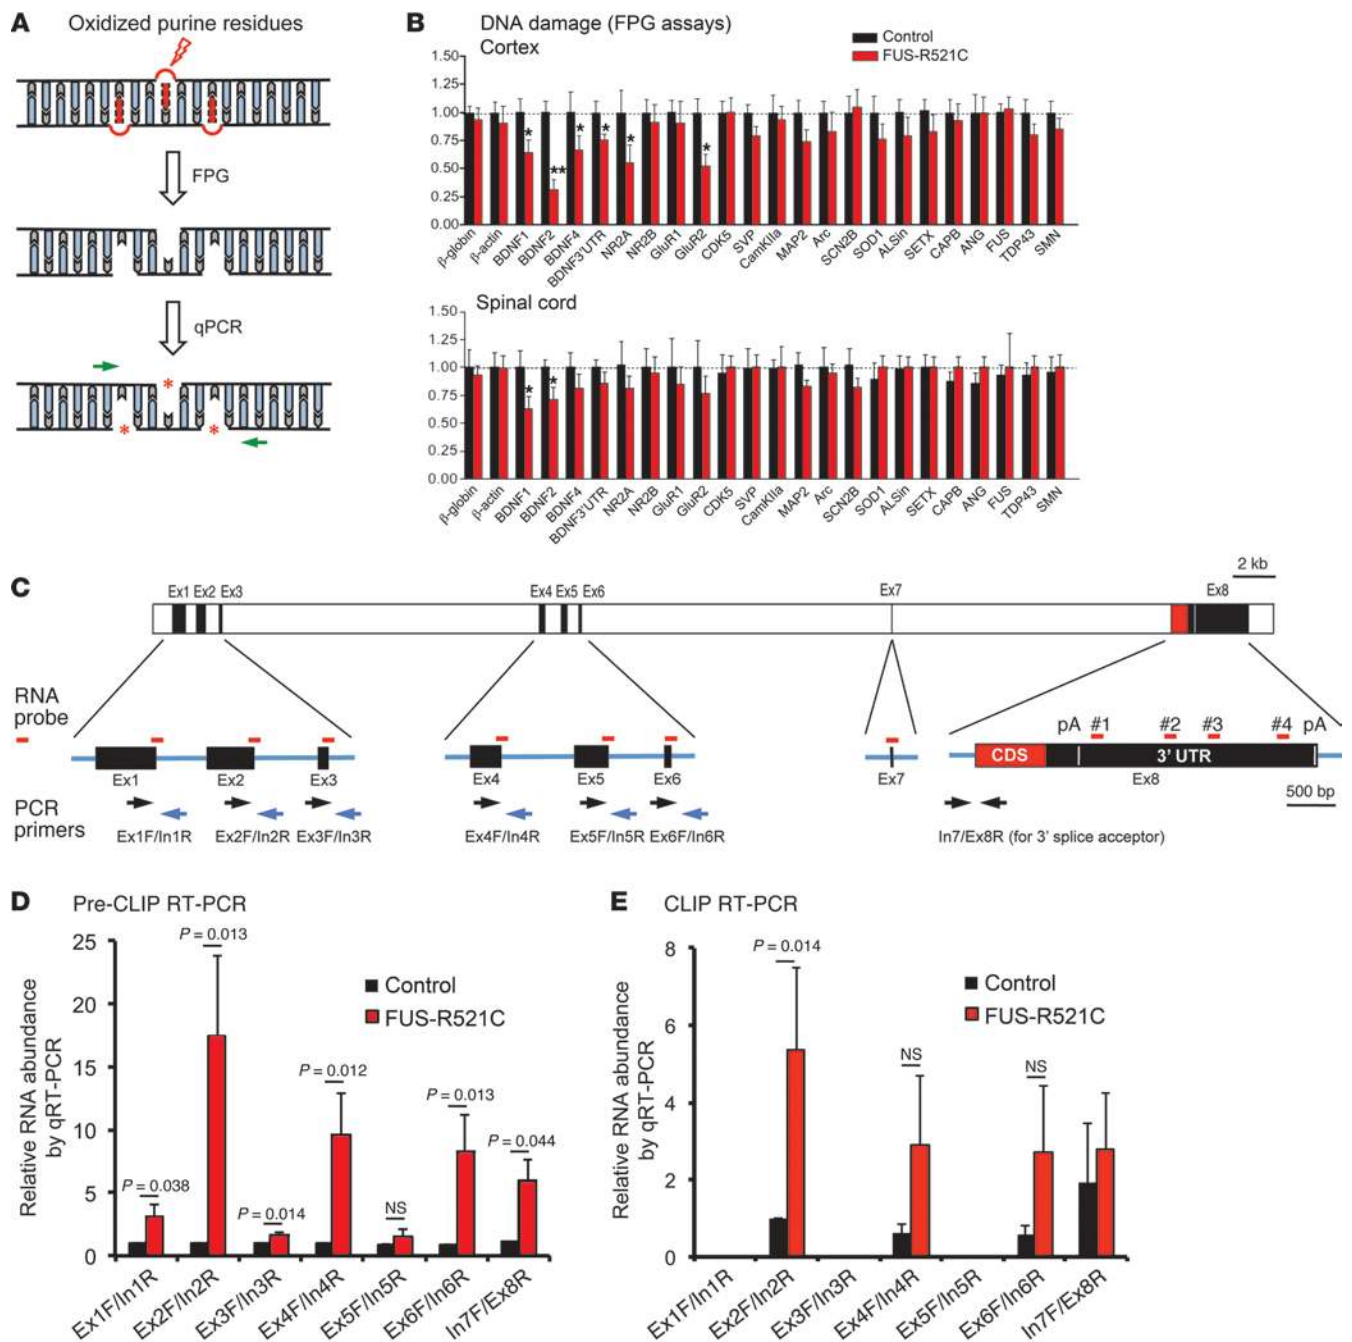 A Oxidized purine residues
FPG
qPCR
*
* *
B DNA damage (FPG assays)
Cortex
Control
FUS-R521C
1.50
1.25
1.00
0.75
0.50
0.25
0.00
* ** * * * *
β-globin β-actin BDNF1 BDNF2 BDNF4 BDNF3'UTR NR2A NR2B GluR1 GluR2 CDK5 SVP CamKIIa MAP2 Arc SCN2B SOD1 ALSin SETX CAPB ANG FUS TDP43 SMN
Spinal cord
1.50
1.25
1.00
0.75
0.50
0.25
0.00
* *
β-globin β-actin BDNF1 BDNF2 BDNF4 BDNF3'UTR NR2A NR2B GluR1 GluR2 CDK5 SVP CamKIIa MAP2 Arc SCN2B SOD1 ALSin SETX CAPB ANG FUS TDP43 SMN
C
2 kb
Ex1 Ex2 Ex3 Ex4 Ex5 Ex6 Ex7 Ex8
RNA
probe
pA #1 #2 #3 #4 pA
CDS 3' UTR
Ex1 Ex2 Ex3 Ex4 Ex5 Ex6 Ex7 Ex8
500 bp
PCR
primers
Ex1F/In1R Ex2F/In2R Ex3F/In3R Ex4F/In4R Ex5F/In5R Ex6F/In6R In7/Ex8R (for 3' splice acceptor)
D Pre-CLIP RT-PCR
Relative RNA abundance
by qRT-PCR
25
20
15
10
5
0
P = 0.038
P = 0.013
P = 0.014
P = 0.012
NS
P = 0.013
P = 0.044
Control
FUS-R521C
Ex1F/In1R Ex2F/In2R Ex3F/In3R Ex4F/In4R Ex5F/In5R Ex6F/In6R In7F/Ex8R
E CLIP RT-PCR
Relative RNA abundance
by qRT-PCR
8
6
4
2
0
P = 0.014
NS
NS
Control
FUS-R521C
Ex1F/In1R Ex2F/In2R Ex3F/In3R Ex4F/In4R Ex5F/In5R Ex6F/In6R In7F/Ex8R